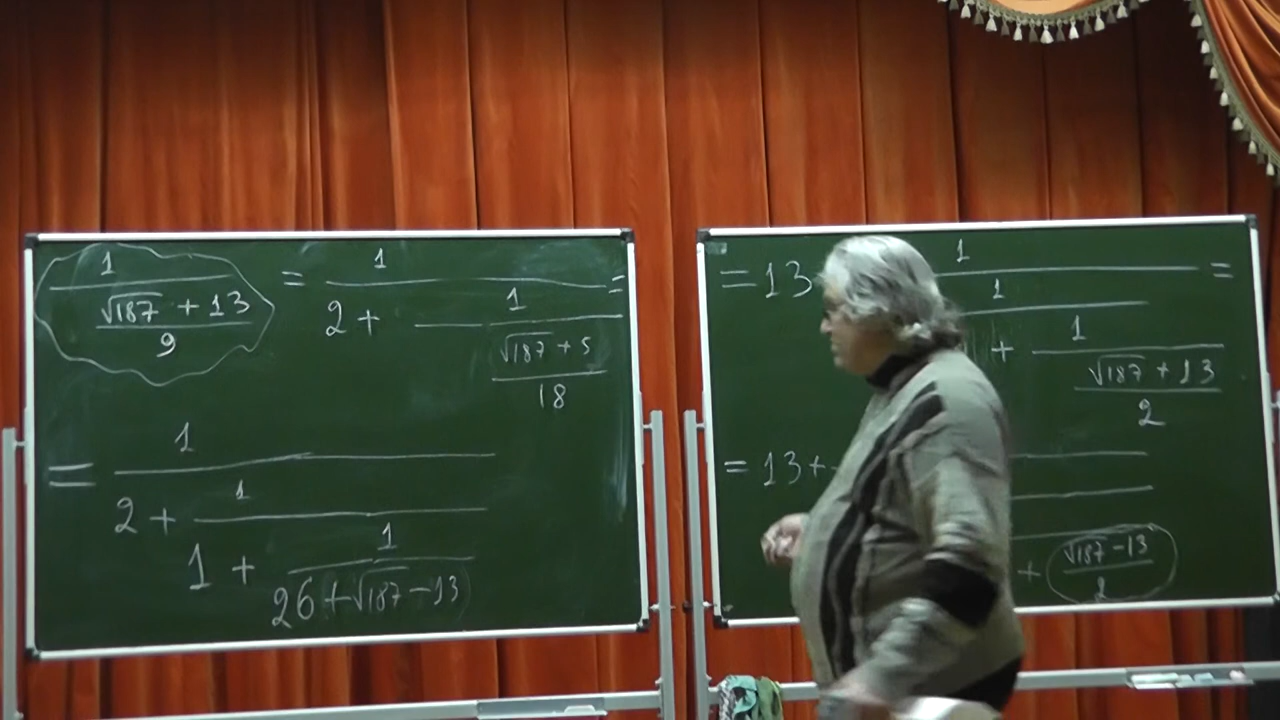 1
√187 + 13
9
= 1
2 + 1
√187 + 5
18
=
= 1
2 + 1
1 + 1
26 + √187 - 13
= 13
1
=
1
+ 1
√187 + 13
2
= 13 +
+ √187 - 13
2